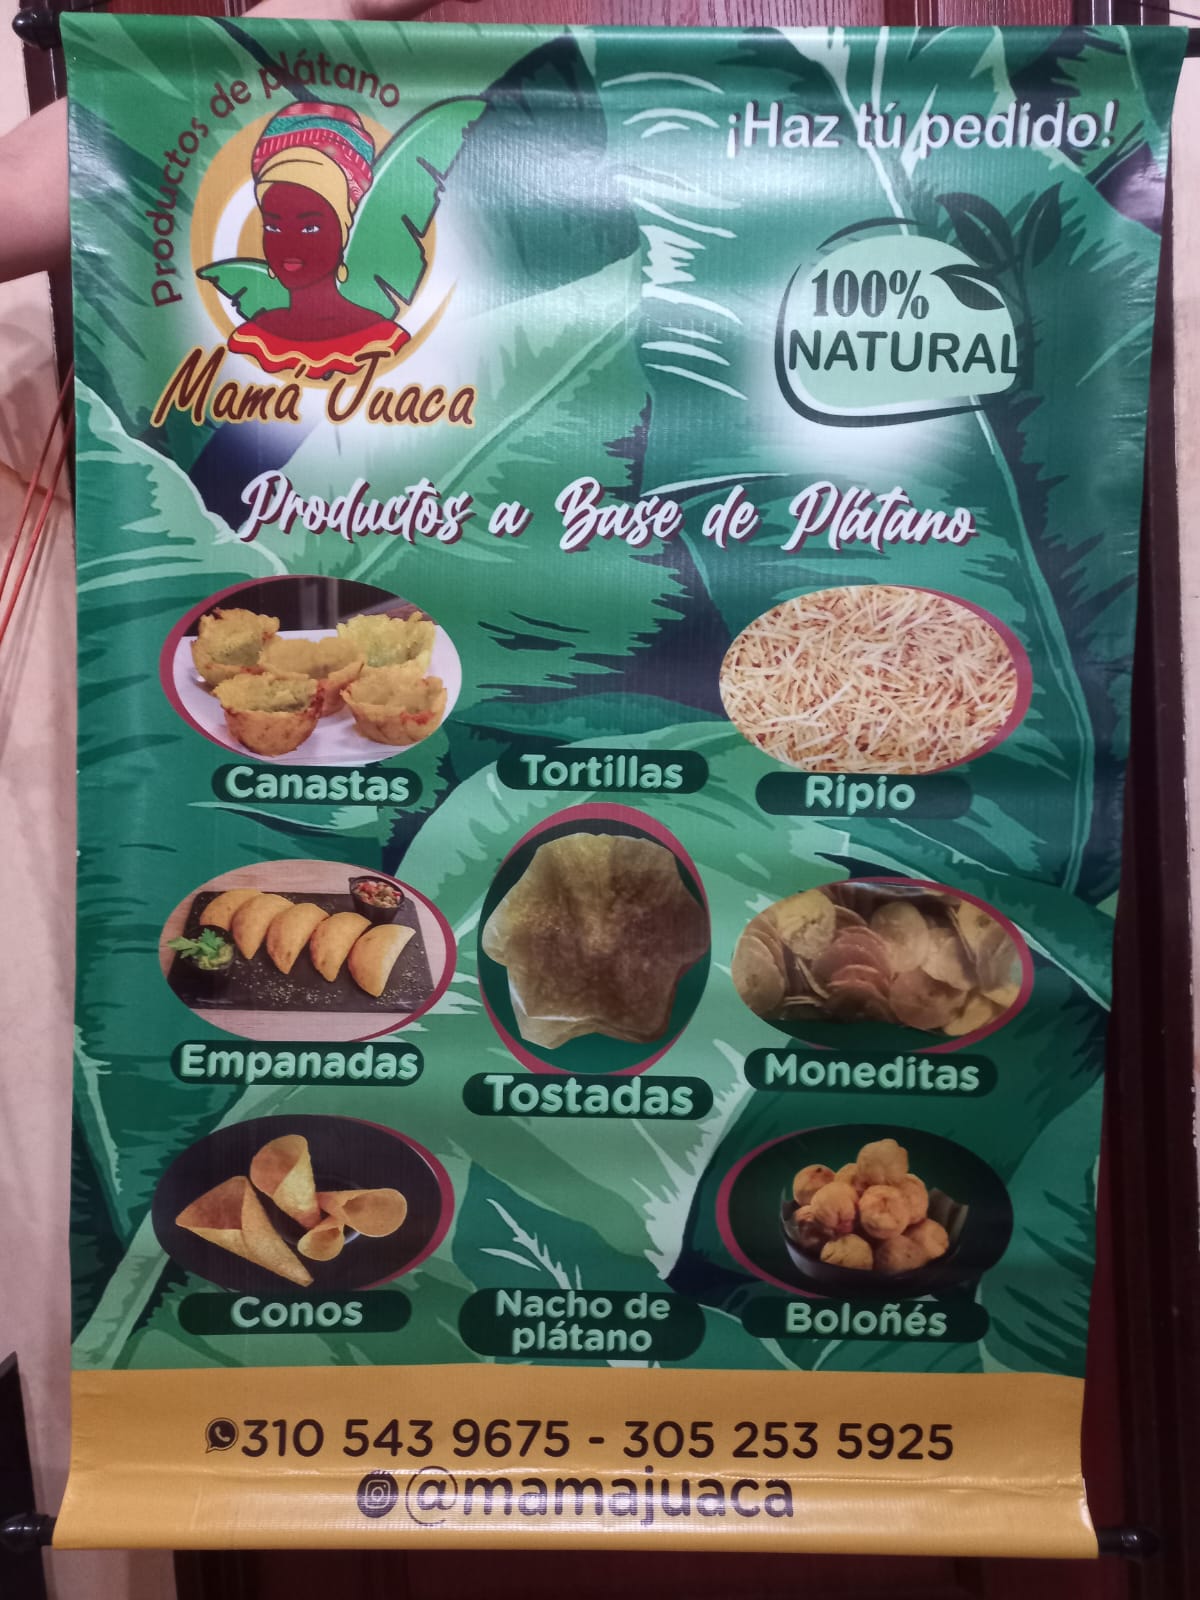 Productos de plátano
Mamá Juaca
¡Haz tú pedido!
100%
NATURAL
Productos a Base de Plátano
Canastas
Tortillas
Ripio
Empanadas
Tostadas
Moneditas
Conos
Nacho de
plátano
Boloñés
310 543 9675 - 305 253 5925
@mamajuaca